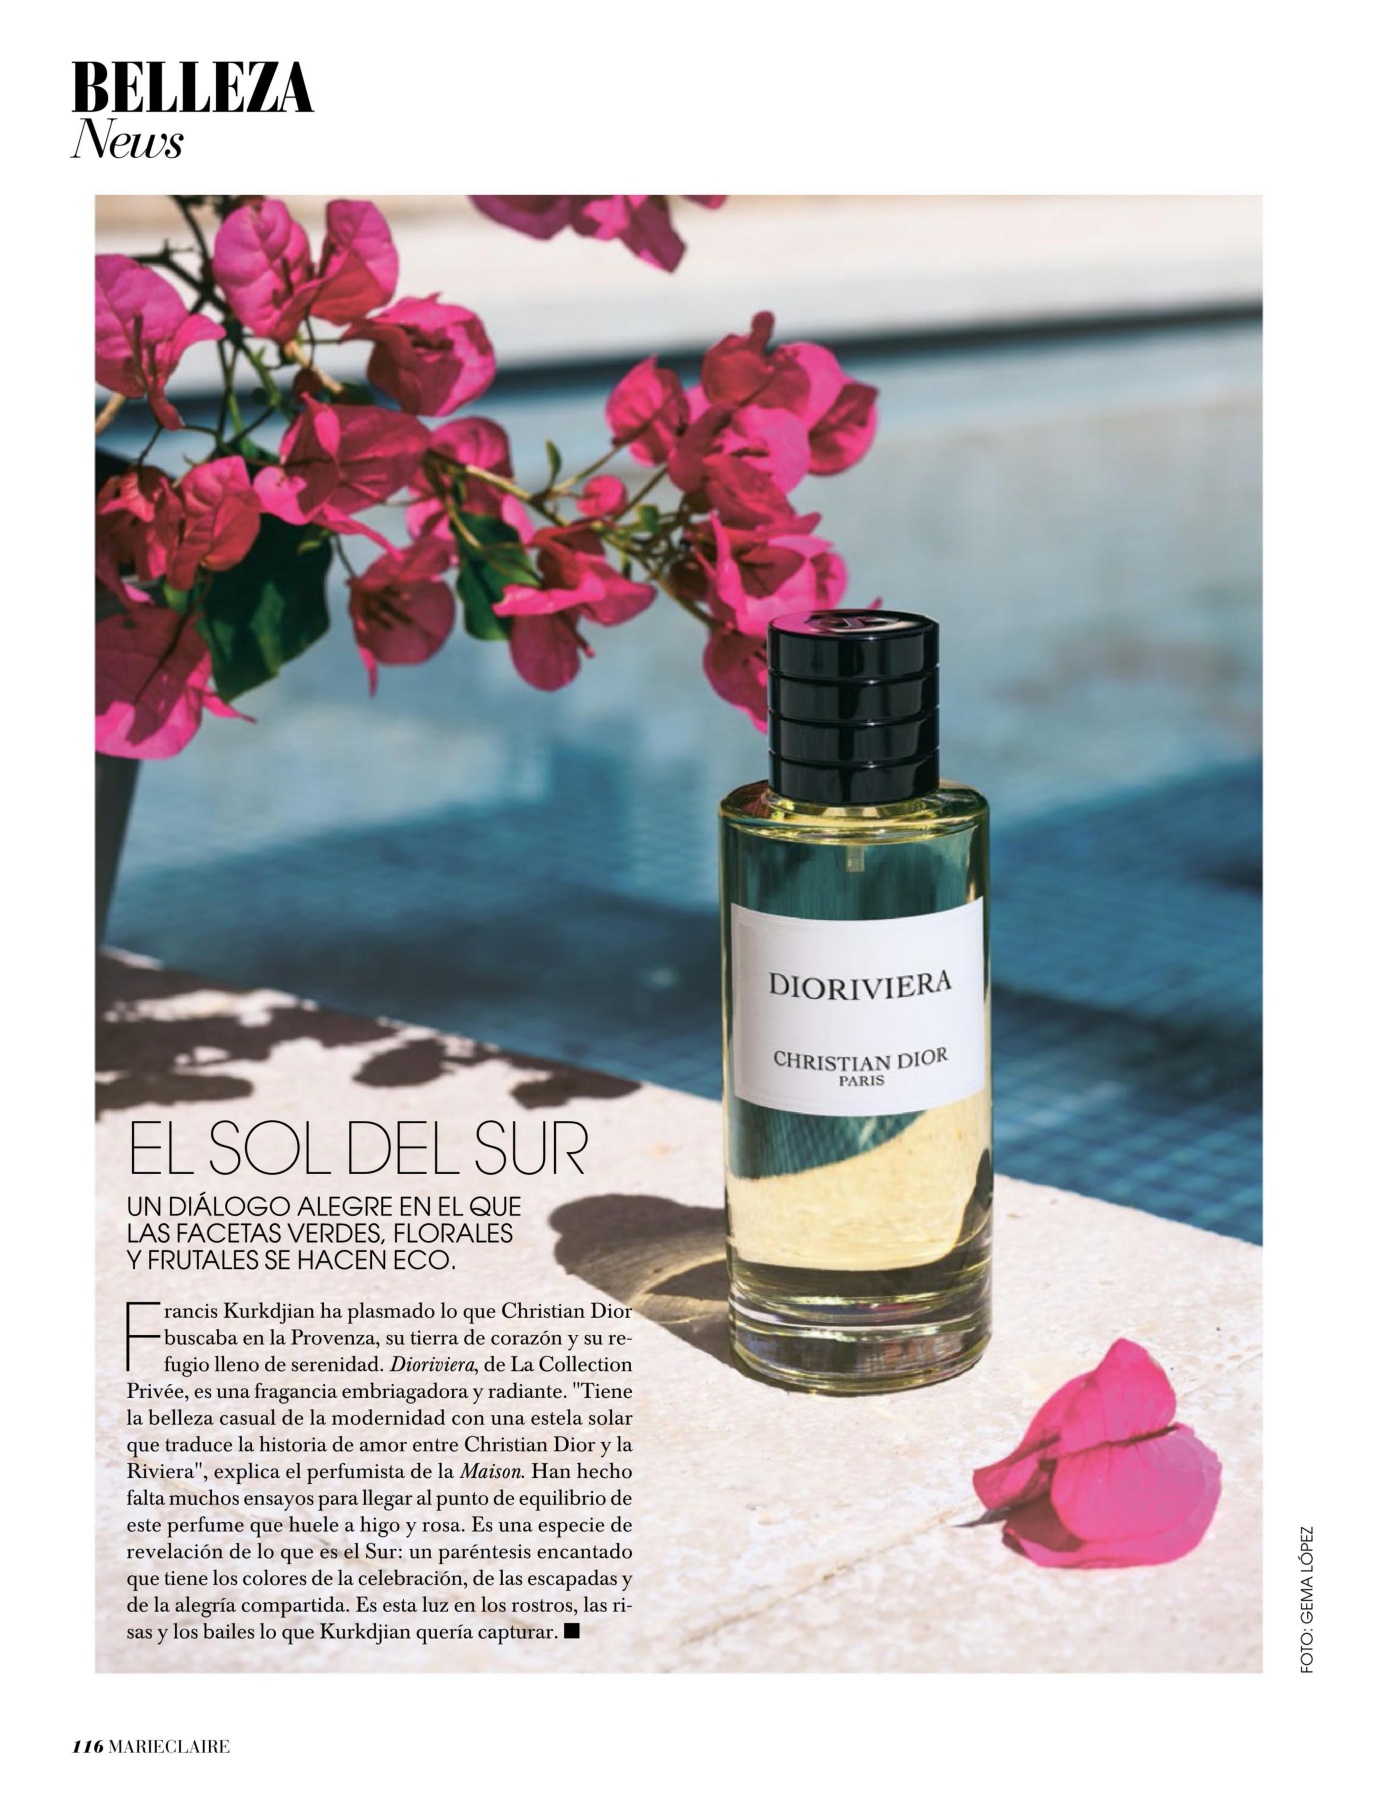 BELLEZA
News
DIORIVIERA
CHRISTIAN DIOR
PARIS
EL SOL DEL SUR
UN DIÁLOGO ALEGRE EN EL QUE
LAS FACETAS VERDES, FLORALES
Y FRUTALES SE HACEN ECO.
Francis Kurkdjian ha plasmado lo que Christian Dior
buscaba en la Provenza, su tierra de corazón y su re-
fugio lleno de serenidad. Dioriviera, de La Collection
Privée, es una fragancia embriagadora y radiante. "Tiene
la belleza casual de la modernidad con una estela solar
que traduce la historia de amor entre Christian Dior y la
Riviera", explica el perfumista de la Maison. Han hecho
falta muchos ensayos para llegar al punto de equilibrio de
este perfume que huele a higo y rosa. Es una especie de
revelación de lo que es el Sur: un paréntesis encantado
que tiene los colores de la celebración, de las escapadas y
de la alegría compartida. Es esta luz en los rostros, las ri-
sas y los bailes lo que Kurkdjian quería capturar. ■
FOTO: GEMA LÓPEZ
116 MARIECLAIRE